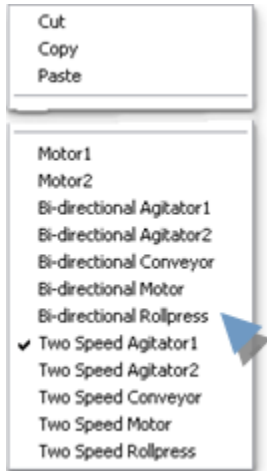 Cut
Copy
Paste
Motor1
Motor2
Bi-directional Agitator1
Bi-directional Agitator2
Bi-directional Conveyor
Bi-directional Motor
Bi-directional Rollpress
Two Speed Agitator1
Two Speed Agitator2
Two Speed Conveyor
Two Speed Motor
Two Speed Rollpress